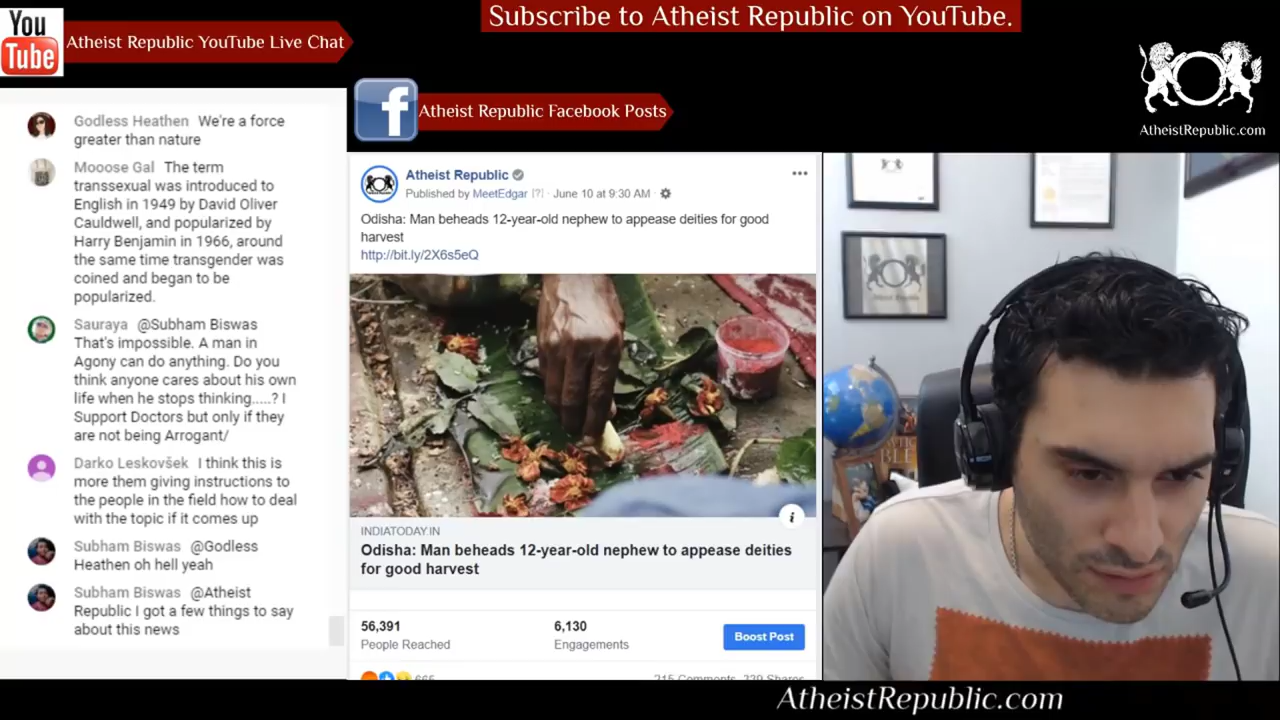 You
Tube
Atheist Republic YouTube Live Chat
Subscribe to Atheist Republic on YouTube.
AtheistRepublic.com
f
Atheist Republic Facebook Posts
Godless Heathen We're a force
greater than nature
Mooose Gal The term
transsexual was introduced to
English in 1949 by David Oliver
Cauldwell, and popularized by
Harry Benjamin in 1966, around
the same time transgender was
coined and began to be
popularized.
Sauraya @Subham Biswas
That's impossible. A man in
Agony can do anything. Do you
think anyone cares about his own
life when he stops thinking.....? I
Support Doctors but only if they
are not being Arrogant/
Darko Leskovšek I think this is
more them giving instructions to
the people in the field how to deal
with the topic if it comes up
Subham Biswas @Godless
Heathen oh hell yeah
Subham Biswas @Atheist
Republic I got a few things to say
about this news
Atheist Republic
Published by MeetEdgar [?] · June 10 at 9:30 AM ·
Odisha: Man beheads 12-year-old nephew to appease deities for good
harvest
http://bit.ly/2X6s5eQ
i
INDIATODAY.IN
Odisha: Man beheads 12-year-old nephew to appease deities
for good harvest
56,391
People Reached
6,130
Engagements
Boost Post
665
215 Comments 229 Shares
Atheist Republic
AtheistRepublic.com